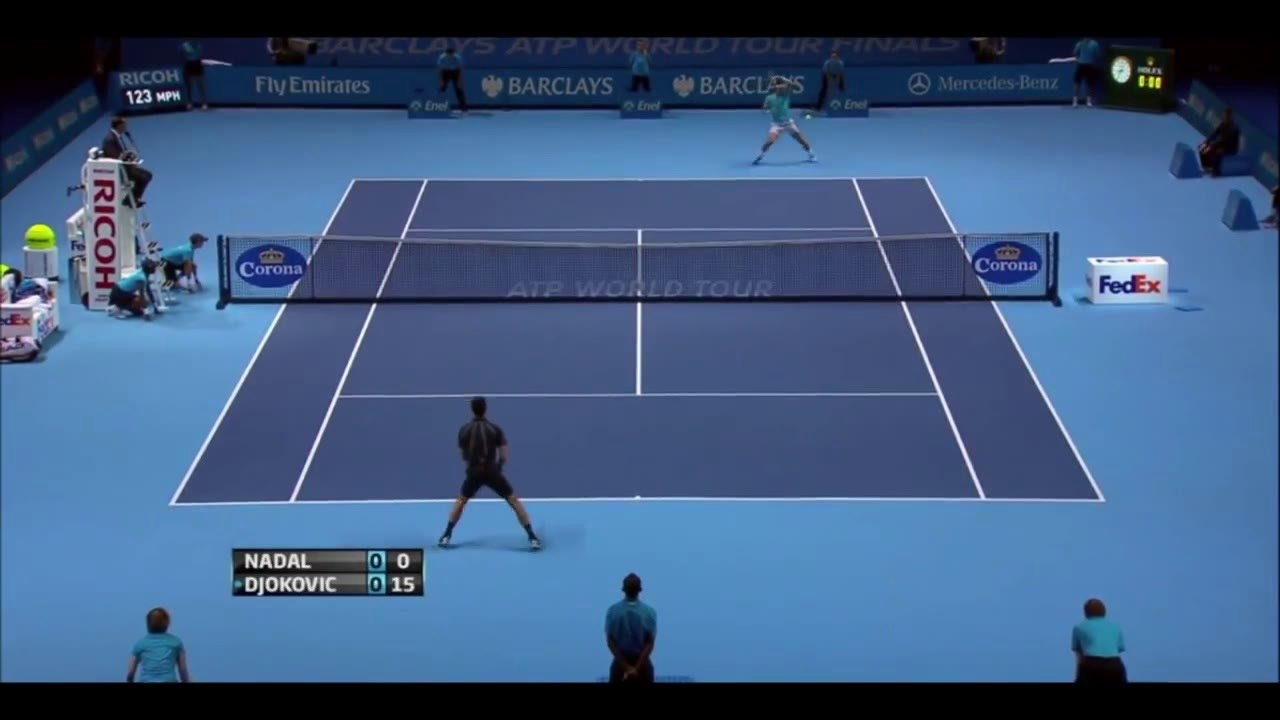 BARCLAYS ATP WORLD TOUR FINALS
RICOH
123 MPH
Fly Emirates
BARCLAYS
BARCLAYS
Mercedes-Benz
ROLEX
0:00
Enel
Enel
Enel
RICOH
Corona
Corona
ATP WORLD TOUR
FedEx
FedEx
NADAL 0 0
DJOKOVIC 0 15